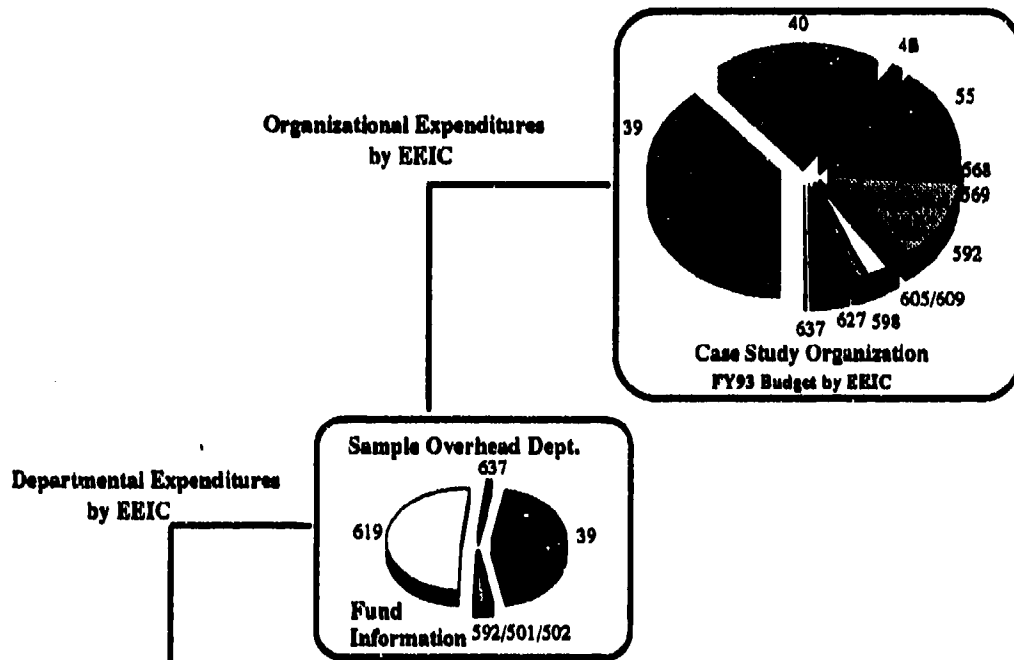 40
48
55
39
Organizational Expenditures
by EEIC
568
569
592
605/609
598
627
637
Case Study Organization
FY93 Budget by EEIC
Sample Overhead Dept.
637
Departmental Expenditures
by EEIC
619
39
Fund
Information
592/501/502